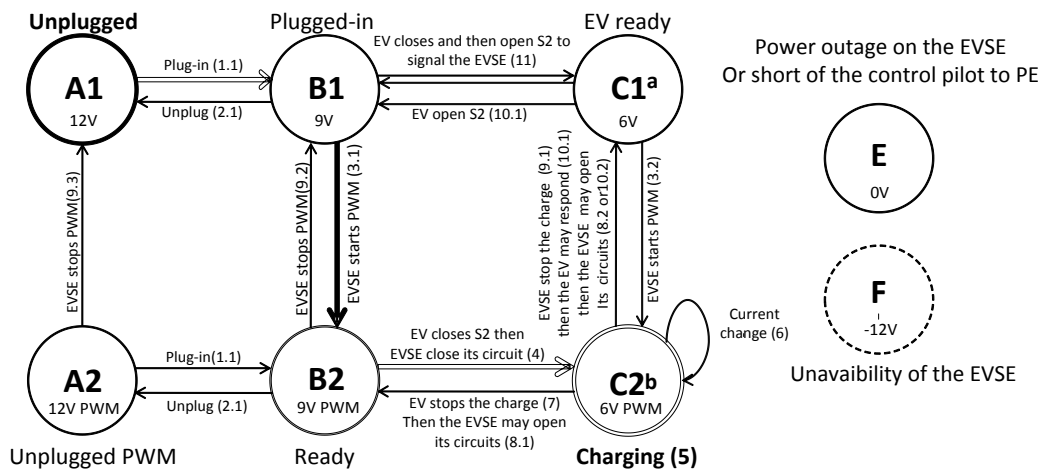 Unplugged
Plugged-in
EV ready
A1
12V
Plug-in (1.1)
Unplug (2.1)
B1
9V
EV closes and then open S2 to
signal the EVSE (11)
EV open S2 (10.1)
C1a
6V
Power outage on the EVSE
Or short of the control pilot to PE
E
0V
EVSE stops PWM(9.3)
EVSE stops PWM(9.2)
EVSE starts PWM (3.1)
EVSE stop the charge (9.1)
then the EV may respond (10.1)
then the EVSE may open
Its circuits (8.2 or10.2)
EVSE starts PWM (3.2)
A2
12V PWM
Plug-in(1.1)
Unplug (2.1)
B2
9V PWM
EV closes S2 then
EVSE close its circuit (4)
EV stops the charge (7)
Then the EVSE may open
its circuits (8.1)
C2b
6V PWM
Current
change (6)
F
-12V
Unavaibility of the EVSE
Unplugged PWM
Ready
Charging (5)